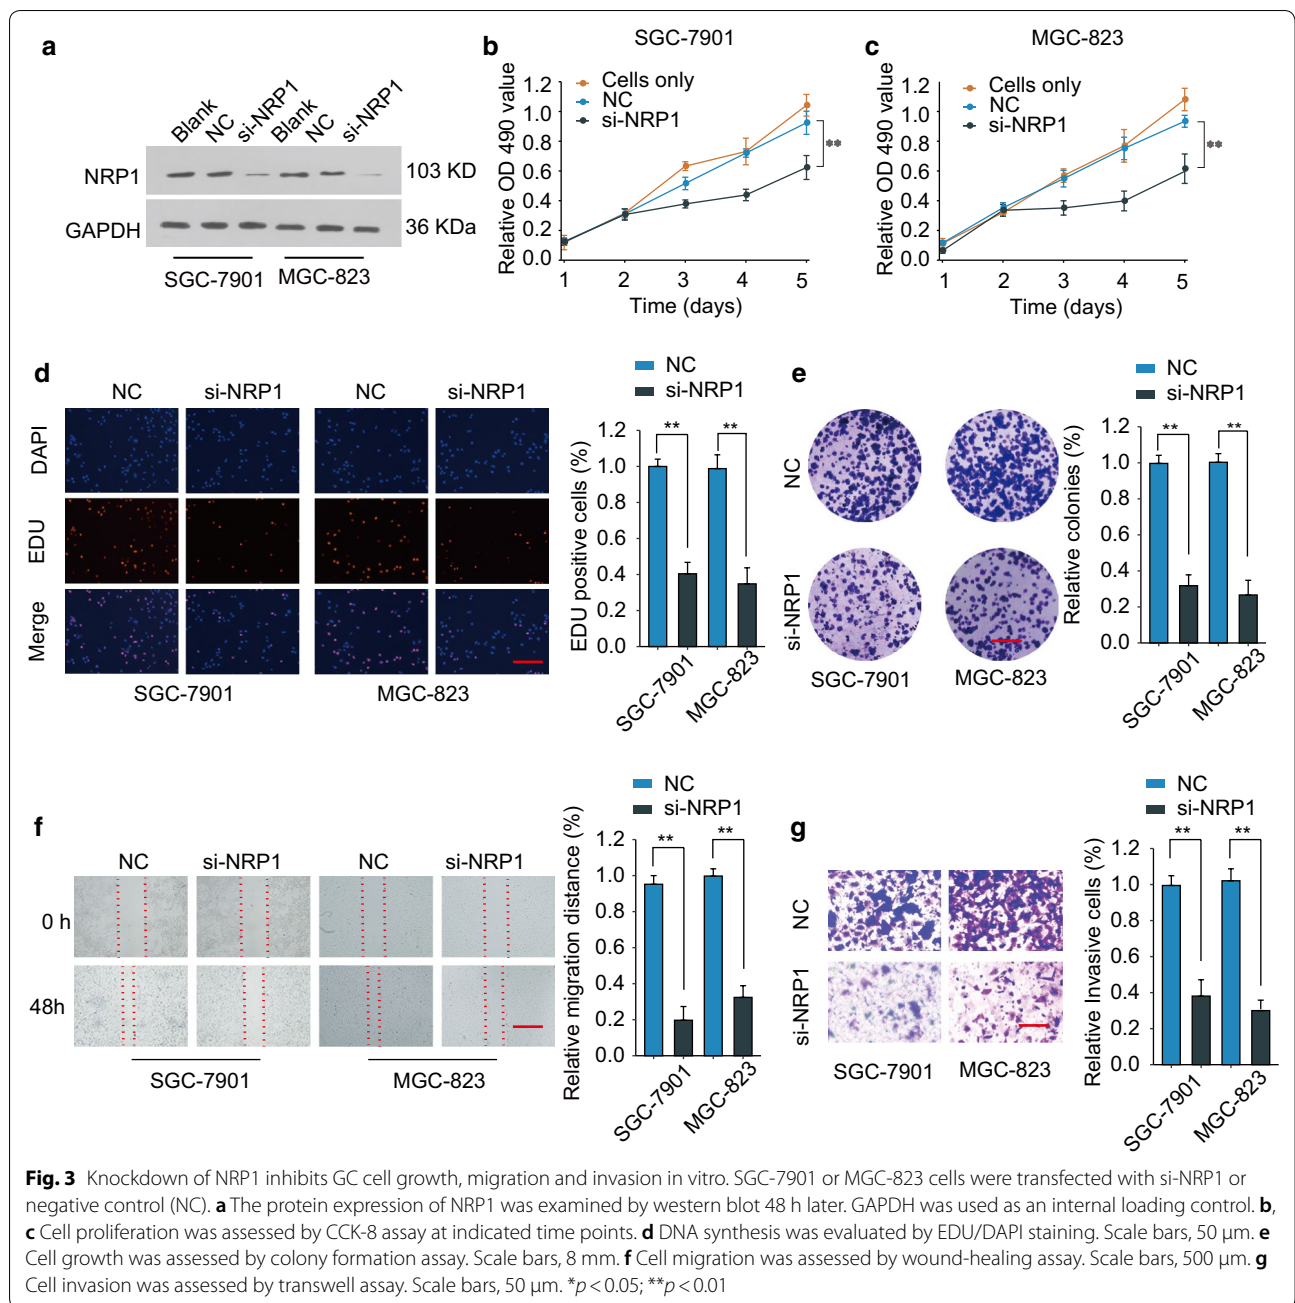 a
Blank
NC
si-NRP1
Blank
NC
si-NRP1
NRP1
103 KD
GAPDH
36 KDa
SGC-7901
MGC-823
b
SGC-7901
Relative OD 490 value
1.2
1.0
0.8
0.6
0.4
0.2
0.0
Cells only
NC
si-NRP1
**
1 2 3 4 5
Time (days)
c
MGC-823
Relative OD 490 value
1.2
1.0
0.8
0.6
0.4
0.2
0.0
Cells only
NC
si-NRP1
**
1 2 3 4 5
Time (days)
d
NC si-NRP1 NC si-NRP1
DAPI
EDU
Merge
SGC-7901 MGC-823
NC
si-NRP1
EDU positive cells (%)
1.2
1.0
0.8
0.6
0.4
0.2
0.0
** **
SGC-7901
MGC-823
e
NC
si-NRP1
SGC-7901 MGC-823
NC
si-NRP1
Relative colonies (%)
1.2
1.0
0.8
0.6
0.4
0.2
0.0
** **
SGC-7901
MGC-823
f
NC si-NRP1 NC si-NRP1
0 h
48h
SGC-7901 MGC-823
NC
si-NRP1
Relative migration distance (%)
1.2
1.0
0.8
0.6
0.4
0.2
0.0
** **
SGC-7901
MGC-823
g
NC
si-NRP1
SGC-7901 MGC-823
NC
si-NRP1
Relative Invasive cells (%)
1.2
1.0
0.8
0.6
0.4
0.2
0.0
** **
SGC-7901
MGC-823
Fig. 3 Knockdown of NRP1 inhibits GC cell growth, migration and invasion in vitro. SGC-7901 or MGC-823 cells were transfected with si-NRP1 or
negative control (NC). a The protein expression of NRP1 was examined by western blot 48 h later. GAPDH was used as an internal loading control. b,
c Cell proliferation was assessed by CCK-8 assay at indicated time points. d DNA synthesis was evaluated by EDU/DAPI staining. Scale bars, 50 μm. e
Cell growth was assessed by colony formation assay. Scale bars, 8 mm. f Cell migration was assessed by wound-healing assay. Scale bars, 500 μm. g
Cell invasion was assessed by transwell assay. Scale bars, 50 μm. *p < 0.05; **p < 0.01